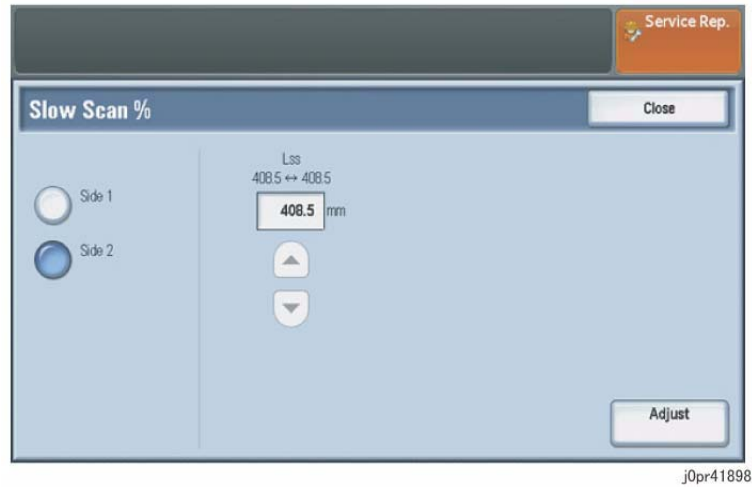 Service Rep.
Slow Scan %
Close
Lss
408.5 ↔ 408.5
Side 1
408.5 mm
Side 2
Adjust
j0pr41898